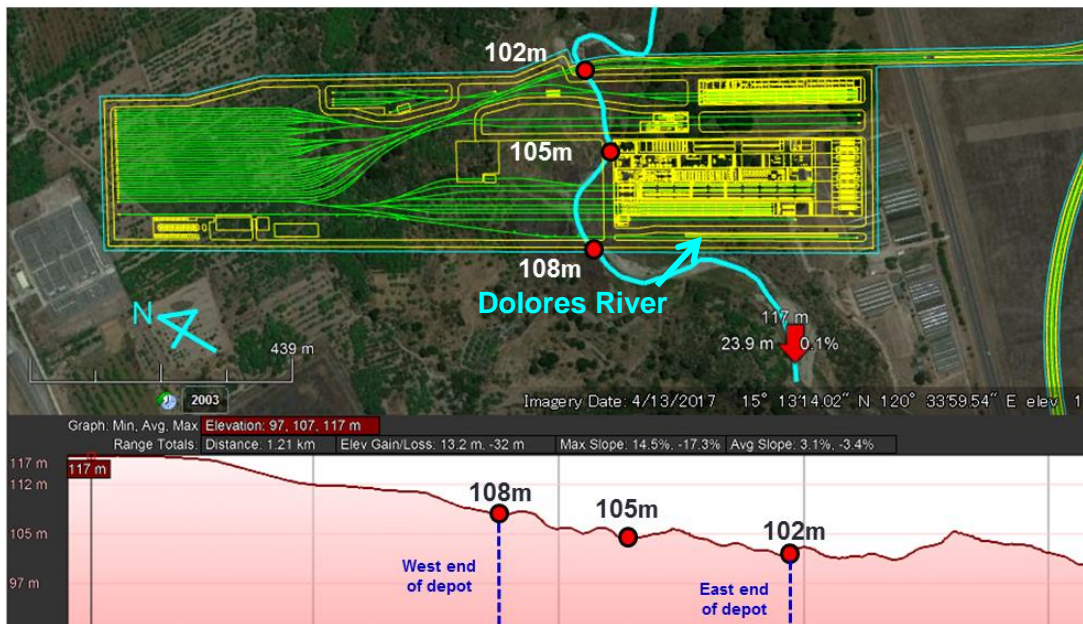 102m
105m
108m
Dolores River
N
439 m
117 m
23.9 m
0.1%
2003
Imagery Date: 4/13/2017 15° 13'14.02" N 120° 33'59.54" E elev 1
Graph: Min, Avg, Max Elevation: 97, 107, 117 m
Range Totals: Distance: 1.21 km Elev Gain/Loss: 13.2 m, -32 m Max Slope: 14.5%, -17.3% Avg Slope: 3.1%, -3.4%
117 m
117 m
112 m
105 m
97 m
108m
105m
102m
West end
of depot
East end
of depot